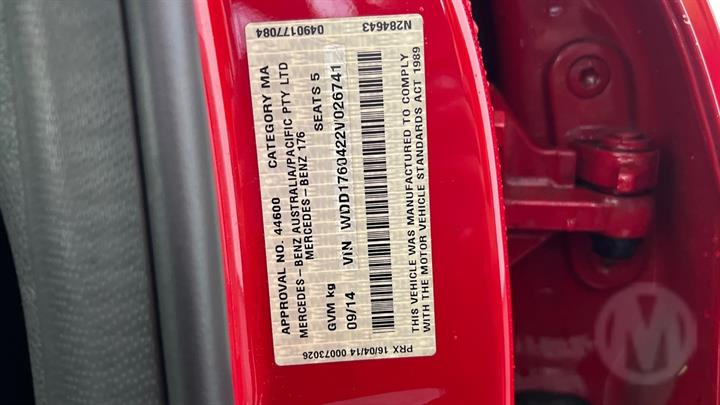 0490177084 N284643
APPROVAL NO. 44600 CATEGORY MA
MERCEDES-BENZ AUSTRALIA/PACIFIC PTY LTD
MERCEDES-BENZ 176
GVM kg SEATS 5
09/14 VIN WDD1760422V026741
THIS VEHICLE WAS MANUFACTURED TO COMPLY
WITH THE MOTOR VEHICLE STANDARDS ACT 1989
PRX 16/04/14 00073026
M